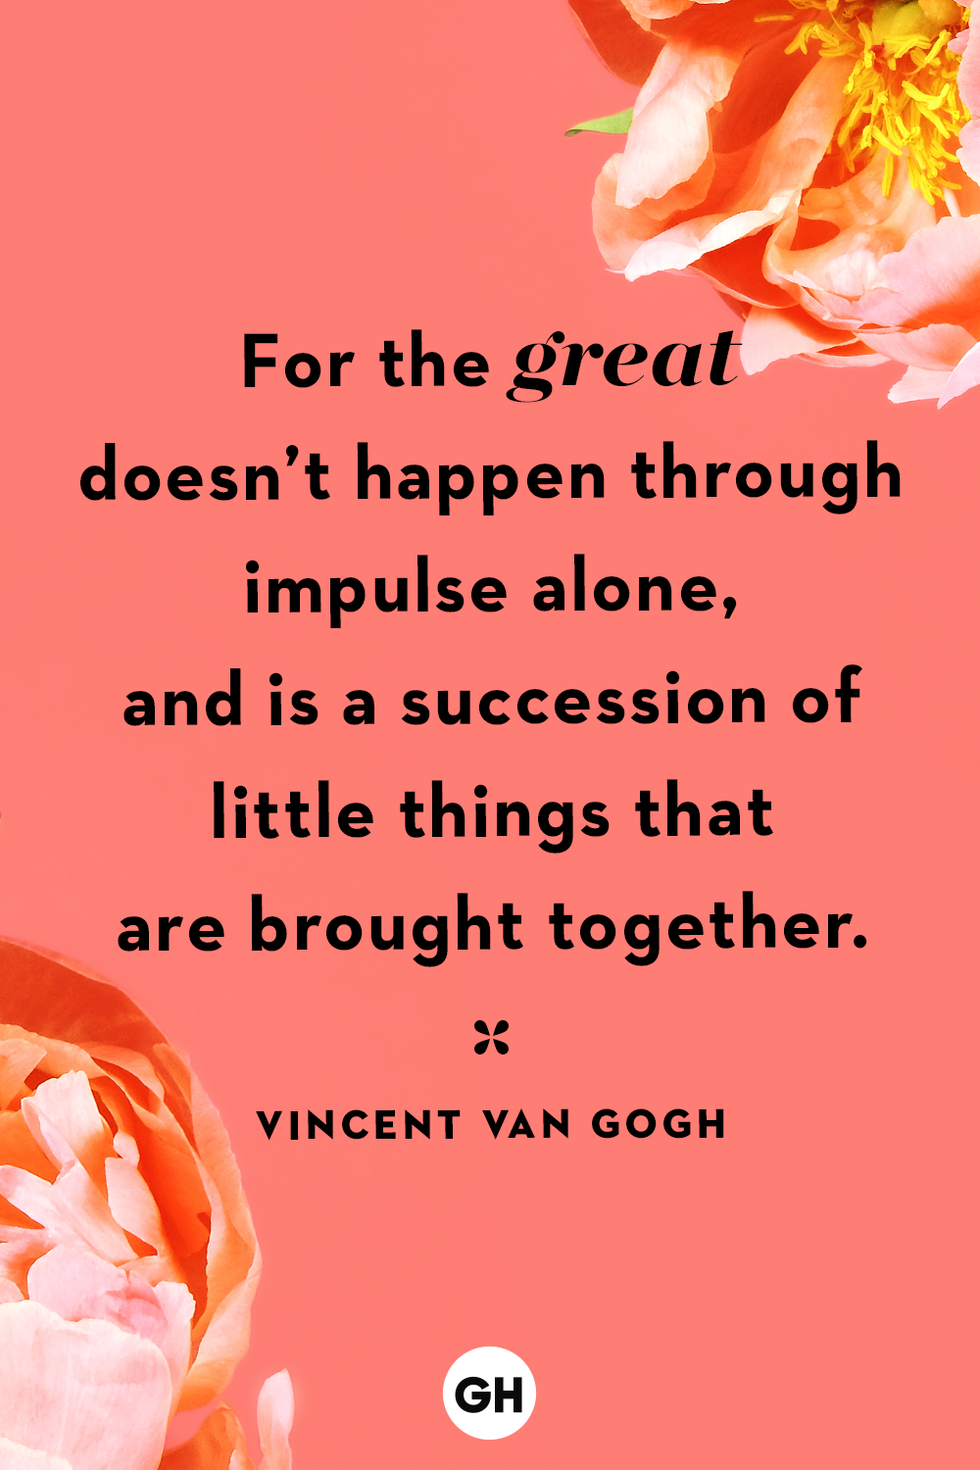 For the great
doesn’t happen through
impulse alone,
and is a succession of
little things that
are brought together.
VINCENT VAN GOGH
GH